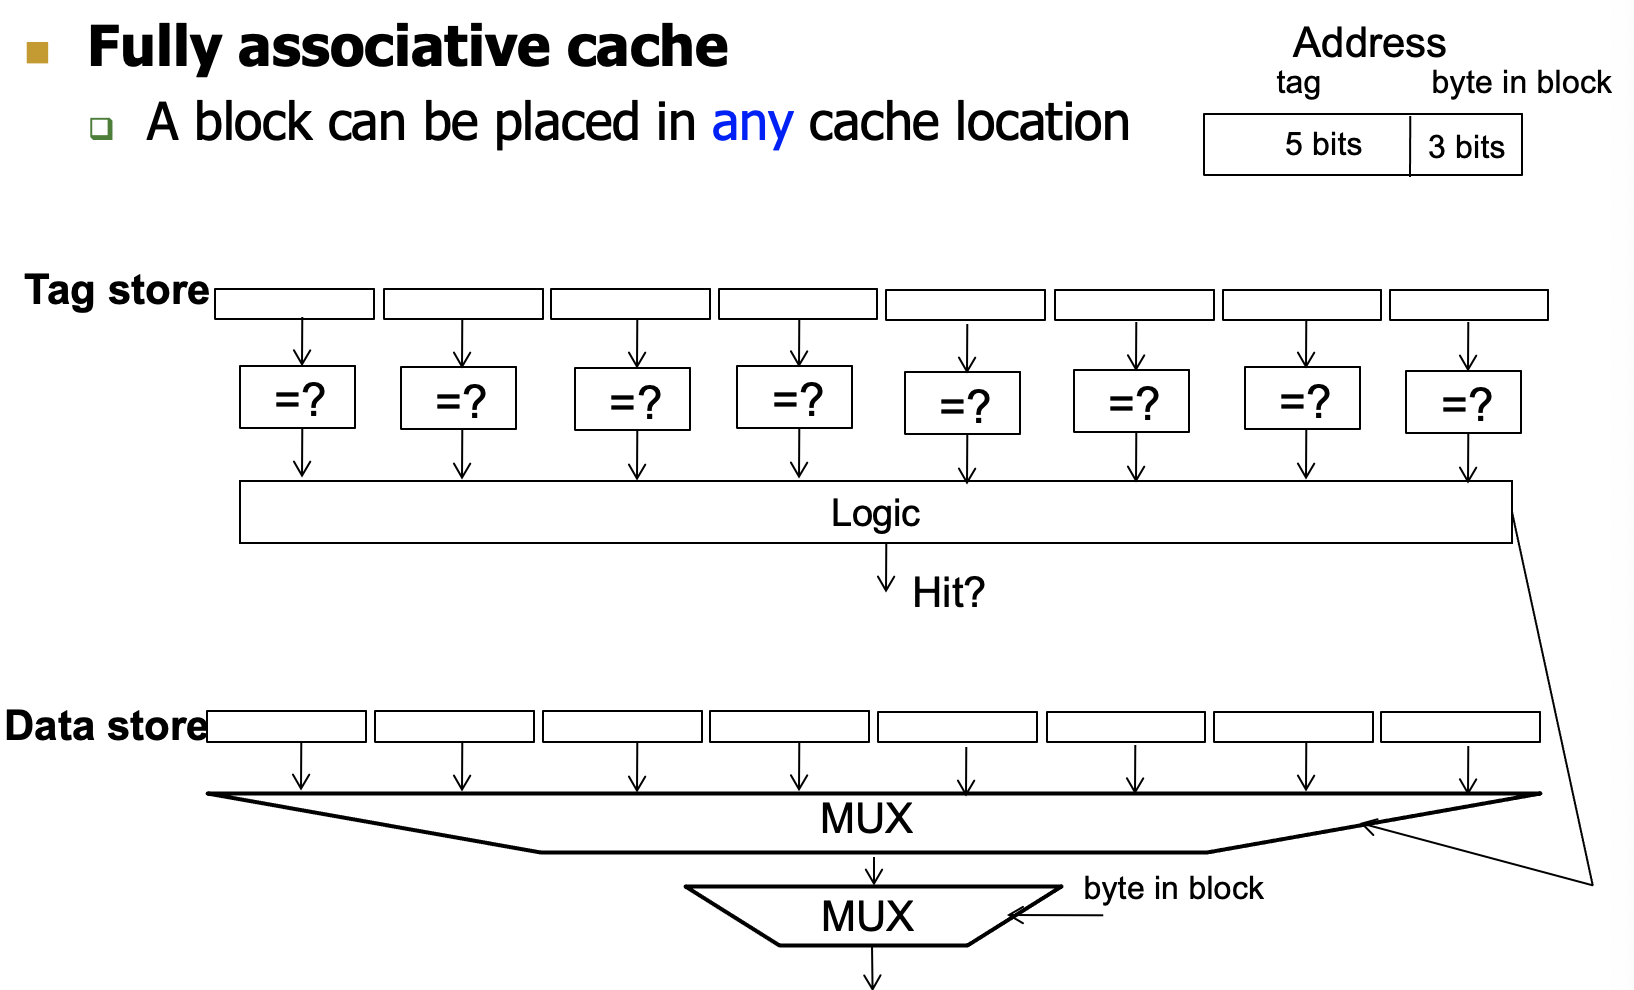 Fully associative cache
A block can be placed in any cache location
Address
tag byte in block
5 bits 3 bits
Tag store
=? =? =? =? =? =? =? =?
Logic
Hit?
Data store
MUX
byte in block
MUX